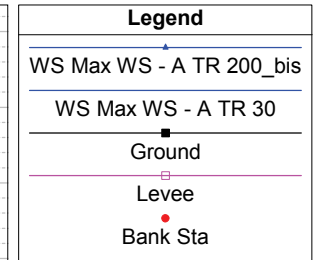 Legend
WS Max WS - A TR 200_bis
WS Max WS - A TR 30
Ground
Levee
Bank Sta